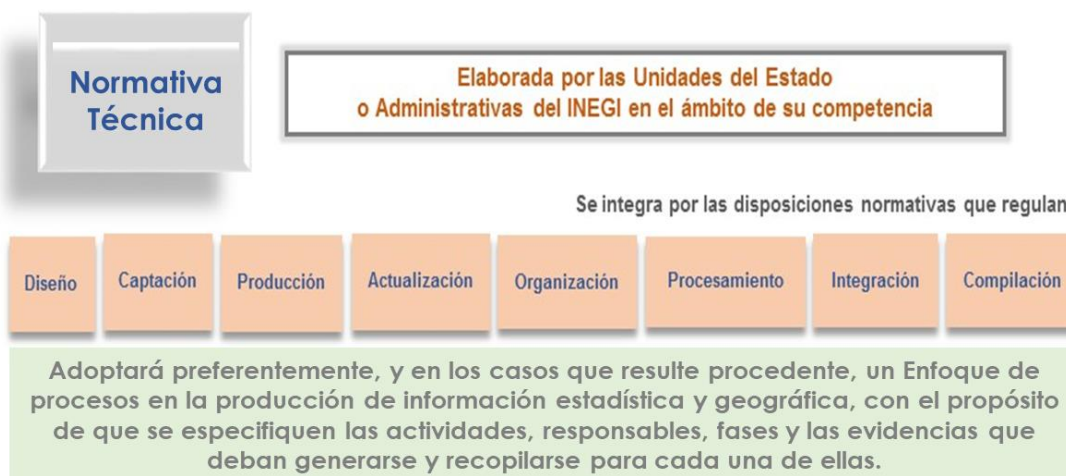 Normativa
Técnica
Elaborada por las Unidades del Estado
o Administrativas del INEGI en el ámbito de su competencia
Se integra por las disposiciones normativas que regulan
Diseño
Captación
Producción
Actualización
Organización
Procesamiento
Integración
Compilación
Adoptará preferentemente, y en los casos que resulte procedente, un Enfoque de
procesos en la producción de información estadística y geográfica, con el propósito
de que se especifiquen las actividades, responsables, fases y las evidencias que
deban generarse y recopilarse para cada una de ellas.